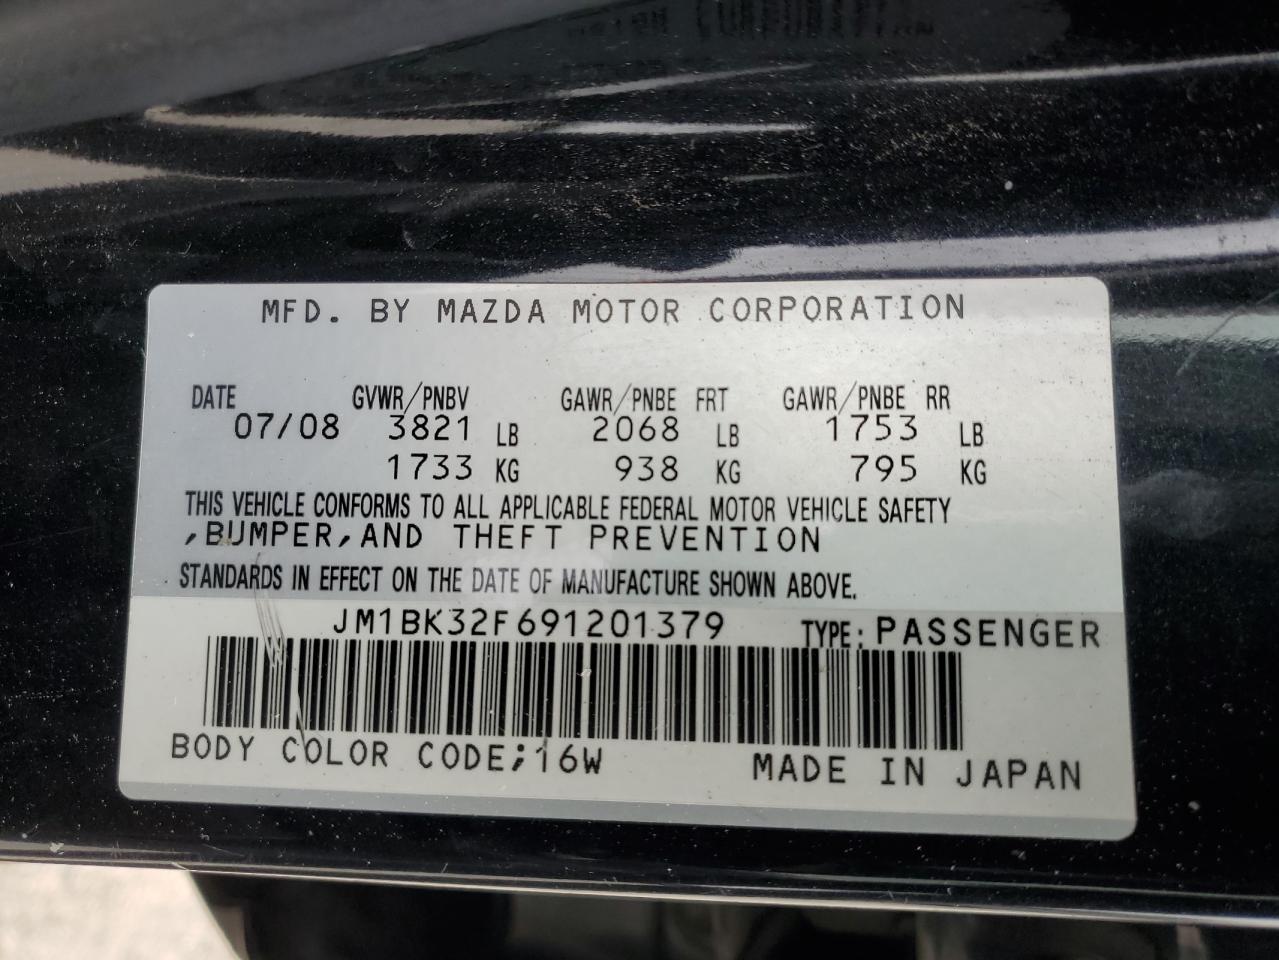 MFD. BY MAZDA MOTOR CORPORATION
DATE GVWR/PNBV GAWR/PNBE FRT GAWR/PNBE RR
07/08 3821 LB 2068 LB 1753 LB
1733 KG 938 KG 795 KG
THIS VEHICLE CONFORMS TO ALL APPLICABLE FEDERAL MOTOR VEHICLE SAFETY
,BUMPER,AND THEFT PREVENTION
STANDARDS IN EFFECT ON THE DATE OF MANUFACTURE SHOWN ABOVE.
JM1BK32F691201379 TYPE: PASSENGER
BODY COLOR CODE;16W MADE IN JAPAN